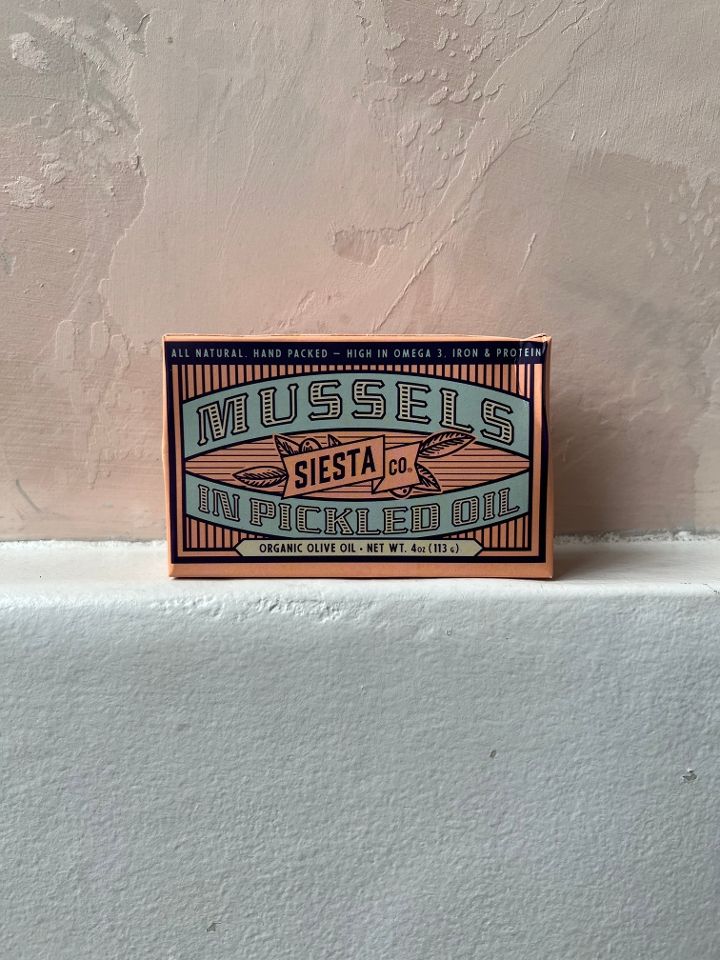 ALL NATURAL. HAND PACKED – HIGH IN OMEGA 3, IRON & PROTEIN
MUSSELS
SIESTA CO.
IN PICKLED OIL
ORGANIC OLIVE OIL • NET WT. 4oz (113 G)